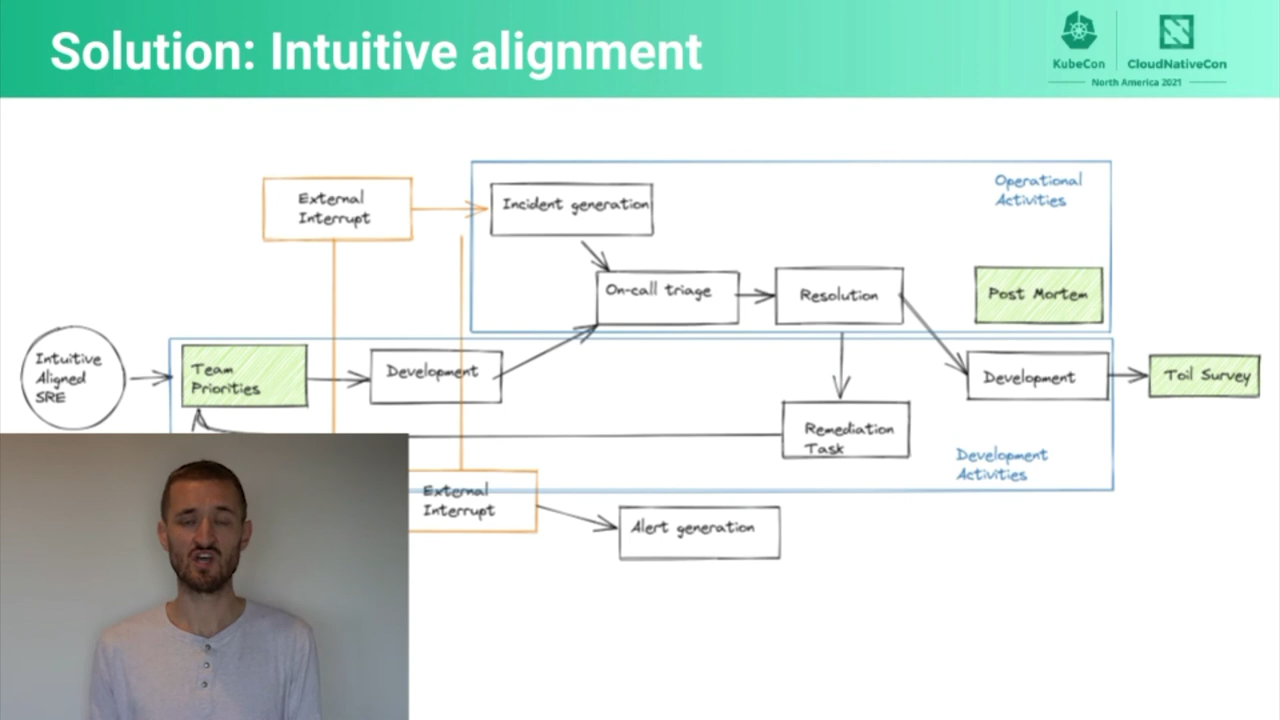 Solution: Intuitive alignment
KubeCon
CloudNativeCon
North America 2021
External
Interrupt
Incident generation
Operational
Activities
On-call triage
Resolution
Post Mortem
Intuitive
Aligned
SRE
Team
Priorities
Development
Development
Toil Survey
Remediation
Task
Development
Activities
External
Interrupt
Alert generation